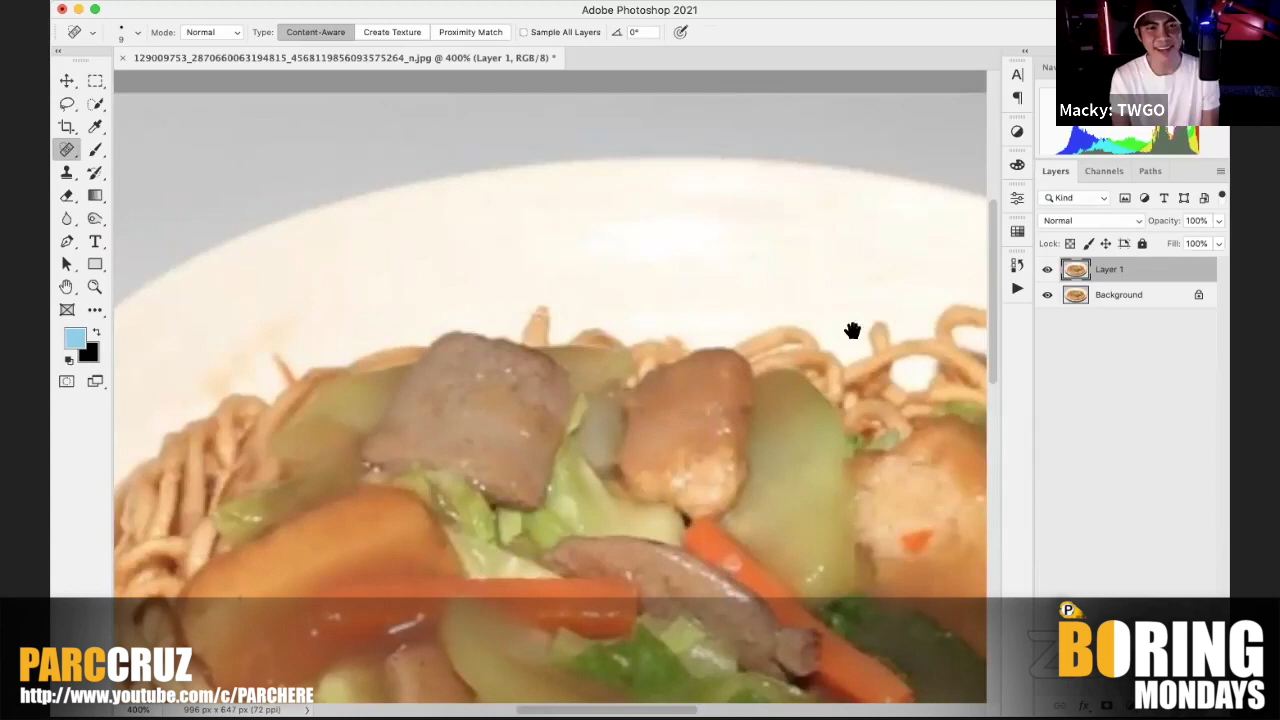 Adobe Photoshop 2021
9
Mode: Normal
Type: Content-Aware Create Texture Proximity Match
Sample All Layers
0°
129009753_2870660063194815_4568119856093575264_n.jpg @ 400% (Layer 1, RGB/8) *
Macky: TWGO
Layers Channels Paths
Kind
Normal
Opacity: 100%
Lock:
Fill: 100%
Layer 1
Background
PARCCRUZ
http://www.youtube.com/c/PARCHERE
P
BORING
MONDAYS
400%
996 px x 647 px (72 ppi)